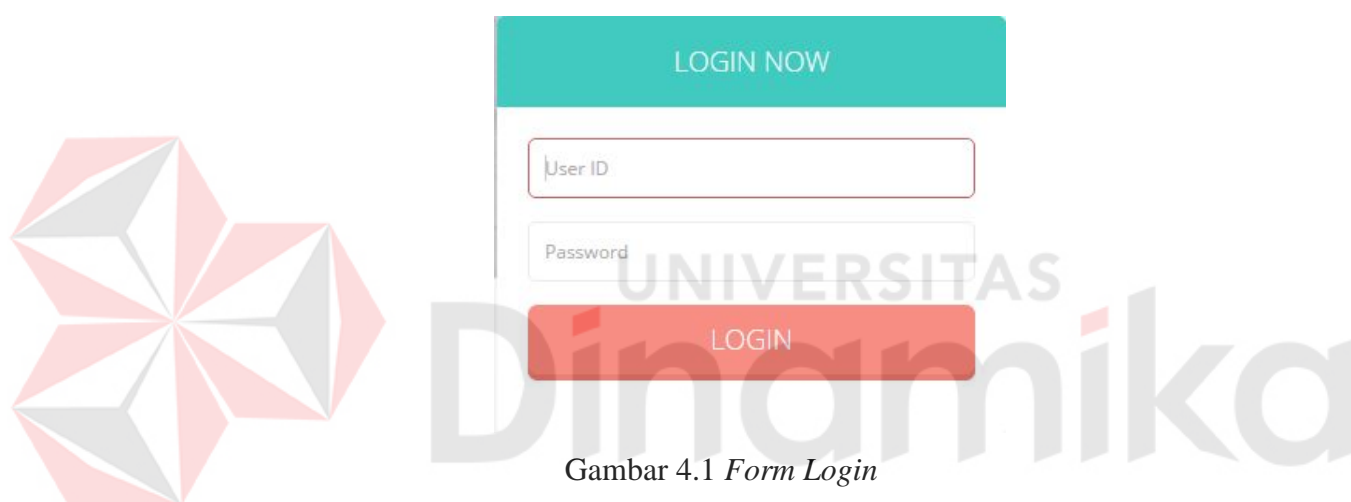 LOGIN NOW
User ID
Password
UNIVERSITAS
LOGIN
Dinamika
Gambar 4.1 Form Login